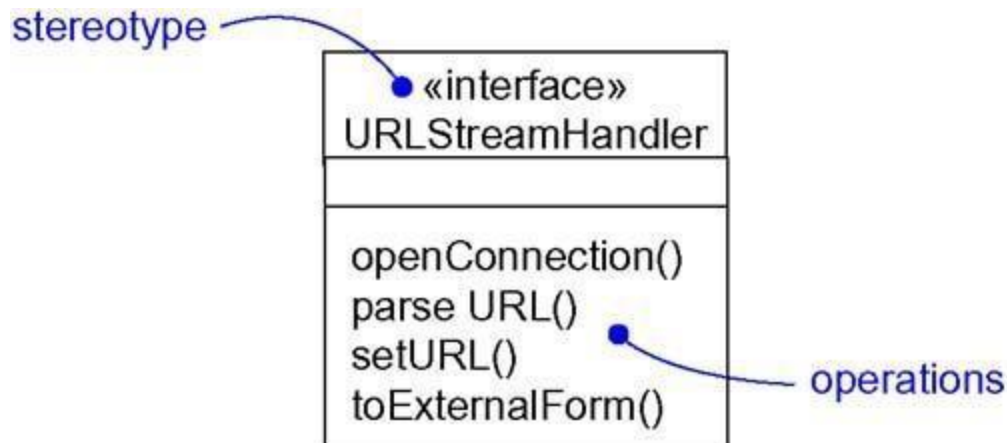 stereotype
«interface»
URLStreamHandler
openConnection()
parse URL()
setURL()
toExternalForm()
operations